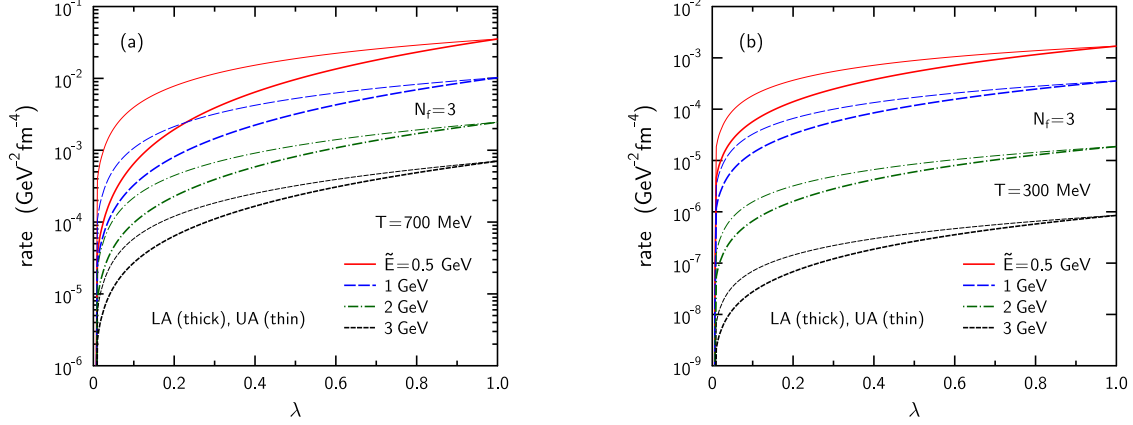 (a)
rate (GeV⁻²fm⁻⁴)
10⁻¹
10⁻²
10⁻³
10⁻⁴
10⁻⁵
10⁻⁶
N_f=3
T=700 MeV
Ẽ=0.5 GeV
1 GeV
2 GeV
3 GeV
LA (thick), UA (thin)
0 0.2 0.4 0.6 0.8 1.0
λ
(b)
rate (GeV⁻²fm⁻⁴)
10⁻²
10⁻³
10⁻⁴
10⁻⁵
10⁻⁶
10⁻⁷
10⁻⁸
10⁻⁹
N_f=3
T=300 MeV
Ẽ=0.5 GeV
1 GeV
2 GeV
3 GeV
LA (thick), UA (thin)
0 0.2 0.4 0.6 0.8 1.0
λ